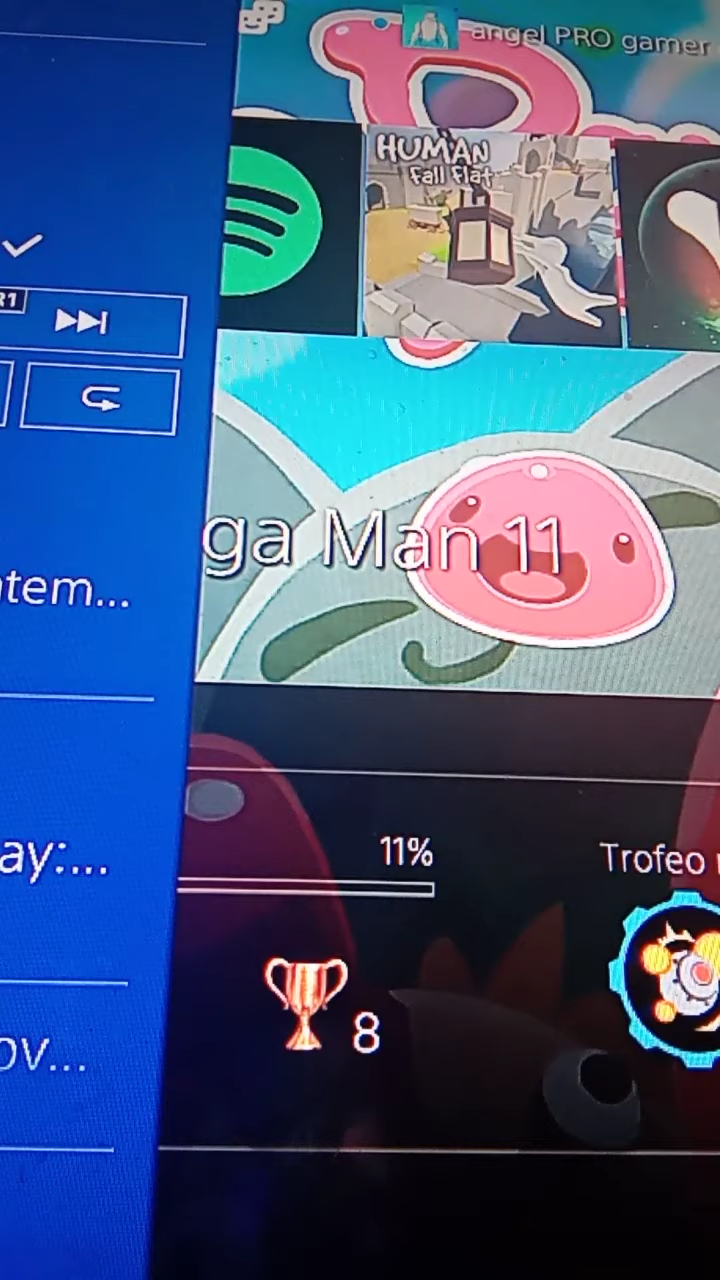 angel PRO gamer
HUMAN
Fall Flat
R1
ga Man 11
tem...
ay:...
11%
Trofeo
8
ov...